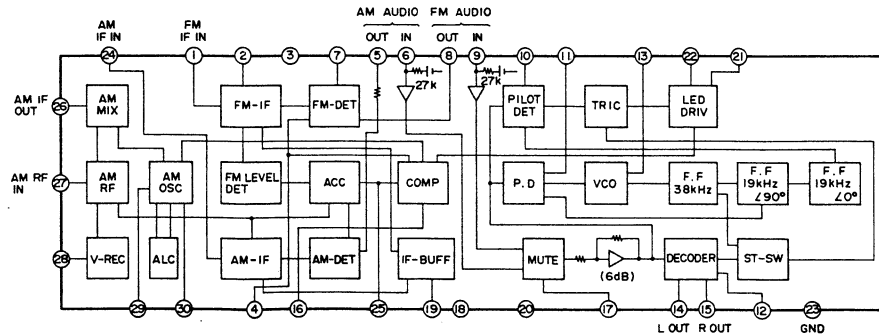 AM AUDIO FM AUDIO
AM IF IN FM IF IN OUT IN OUT IN
24 1 2 3 7 5 6 8 9 10 11 13 22 21
27k 27k
AM IF OUT 26 AM MIX FM-IF FM-DET PILOT DET TRIC LED DRIV
AM RF IN 27 AM RF AM OSC FM LEVEL DET ACC COMP P.D VCO F.F 38kHz F.F 19kHz ∠90° F.F 19kHz ∠0°
28 V-REC ALC AM-IF AM-DET IF-BUFF MUTE (6dB) DECODER ST-SW
29 30 4 16 25 19 18 20 17 14 15 12 23
L OUT R OUT GND